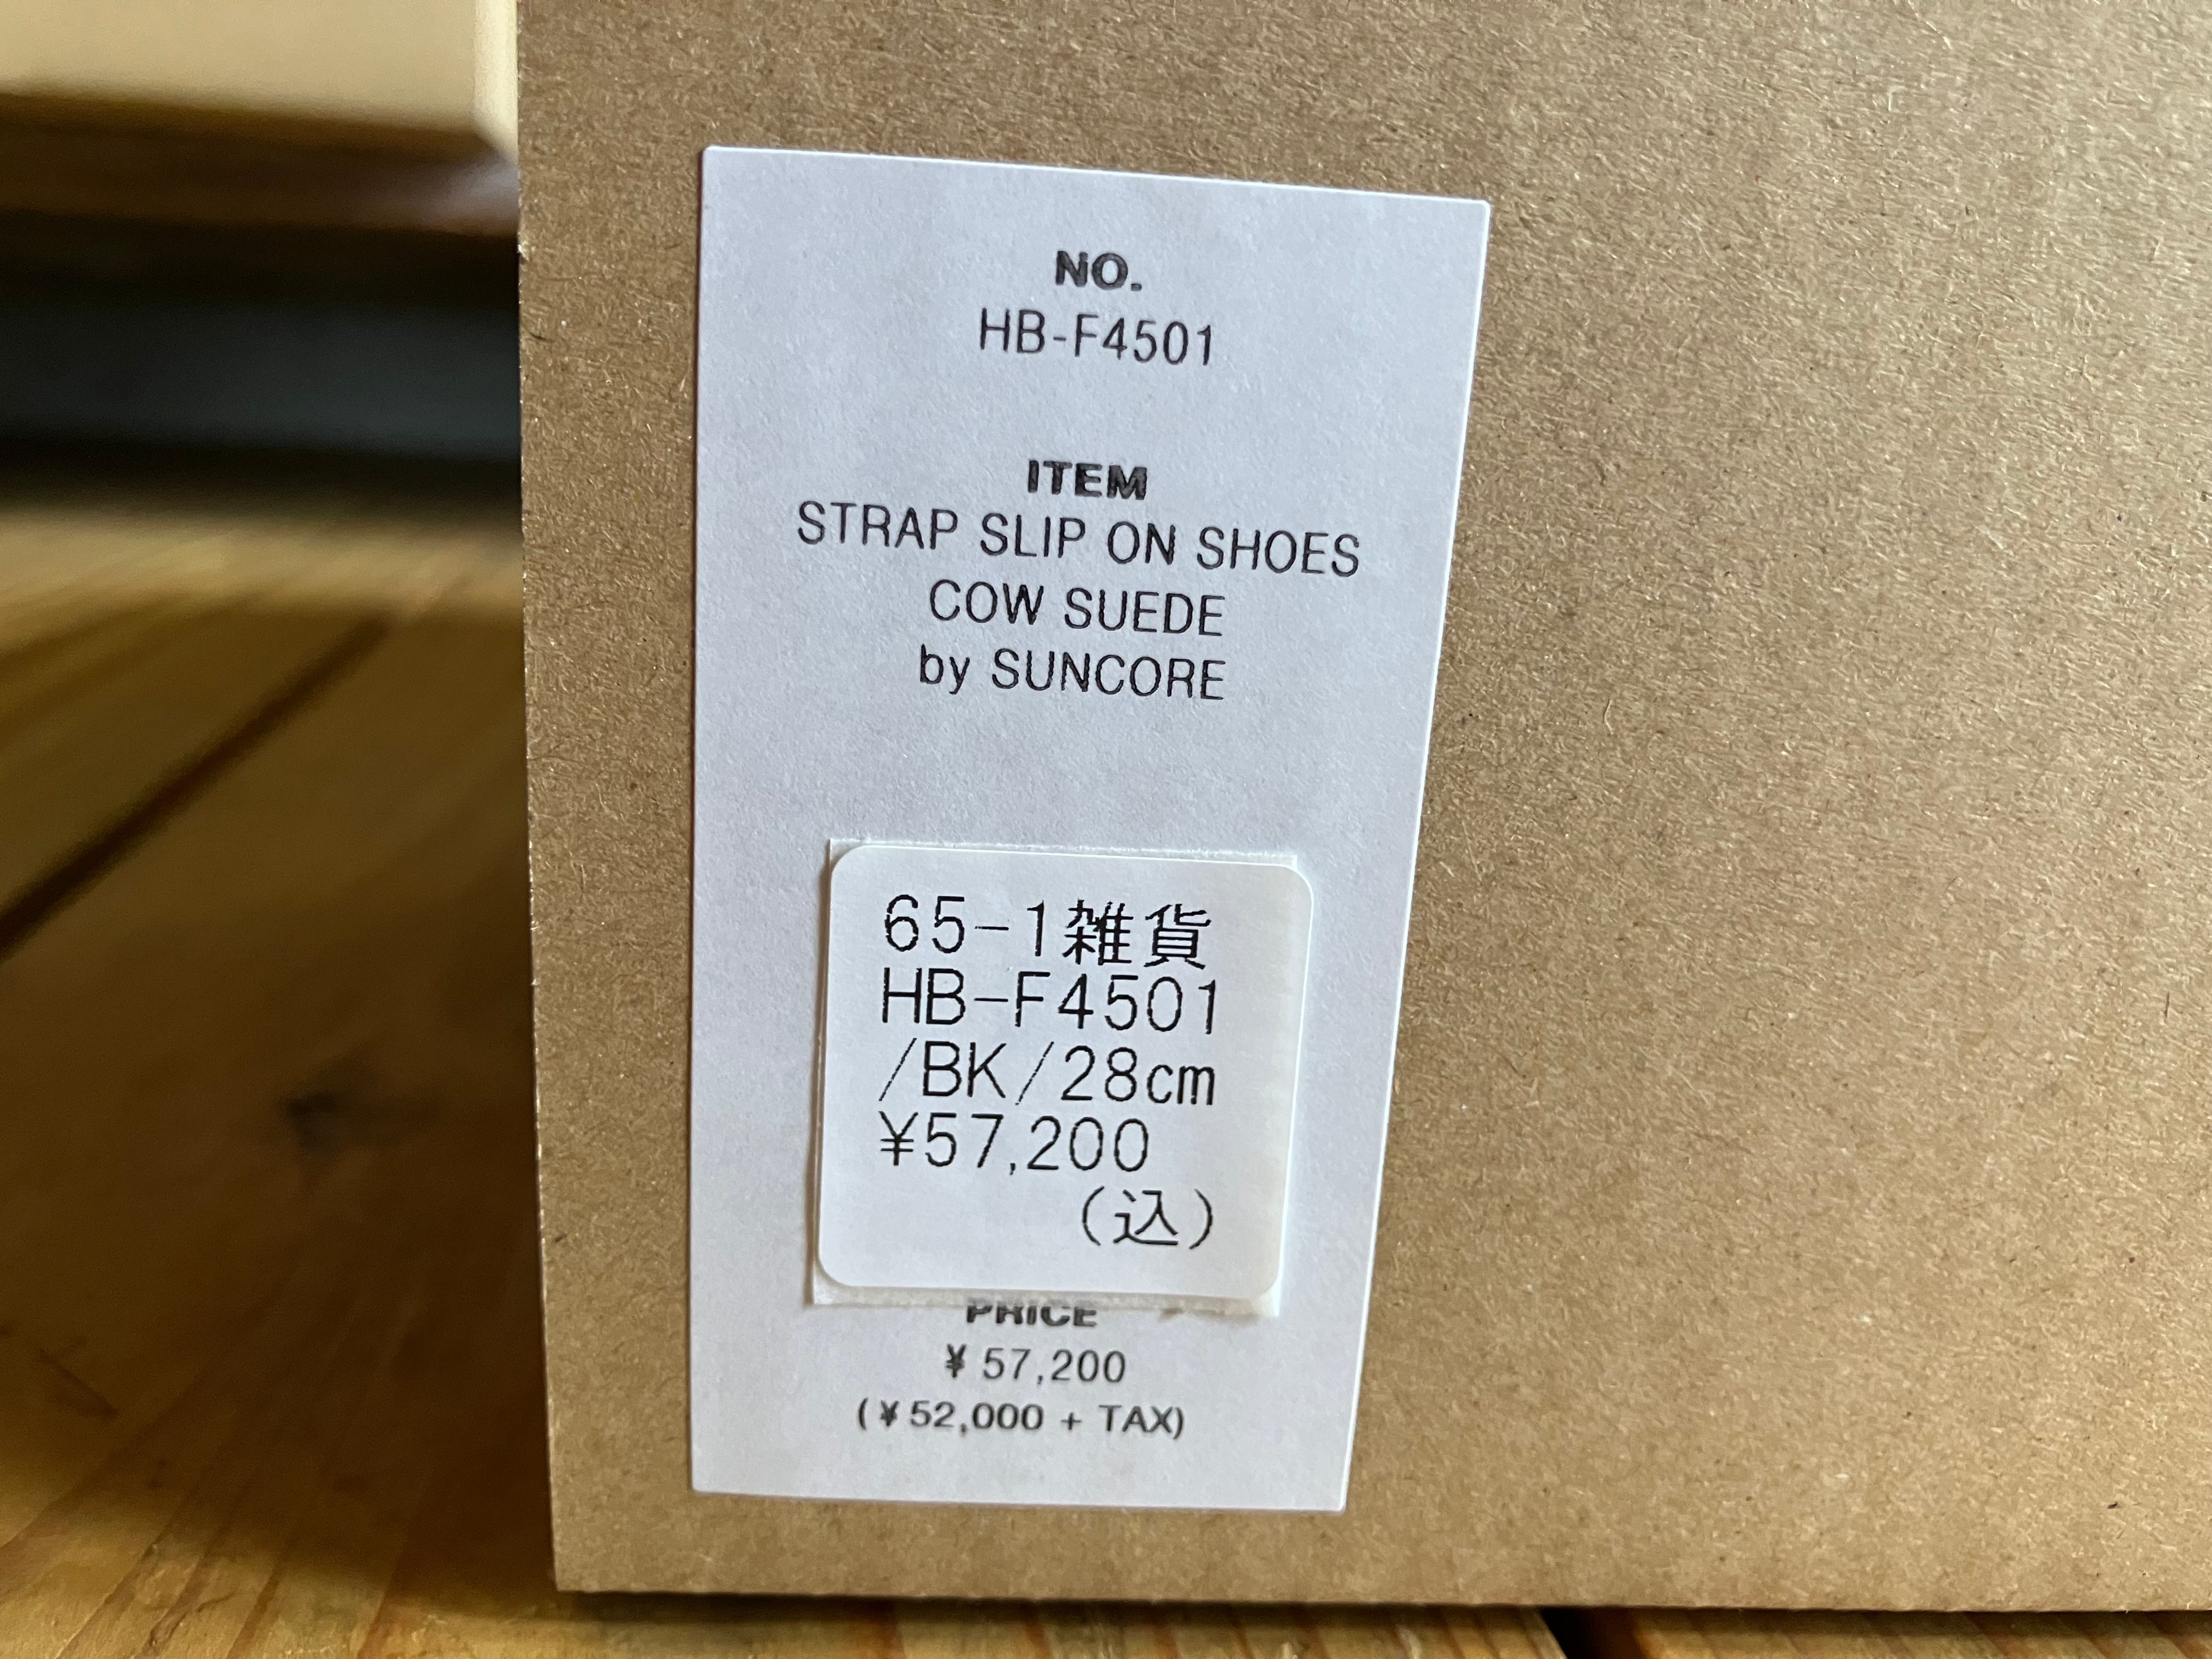 NO.
HB-F4501
ITEM
STRAP SLIP ON SHOES
COW SUEDE
by SUNCORE
65-1雑貨
HB-F4501
/BK/28cm
¥57,200
(込)
PRICE
¥ 57,200
(¥52,000 + TAX)